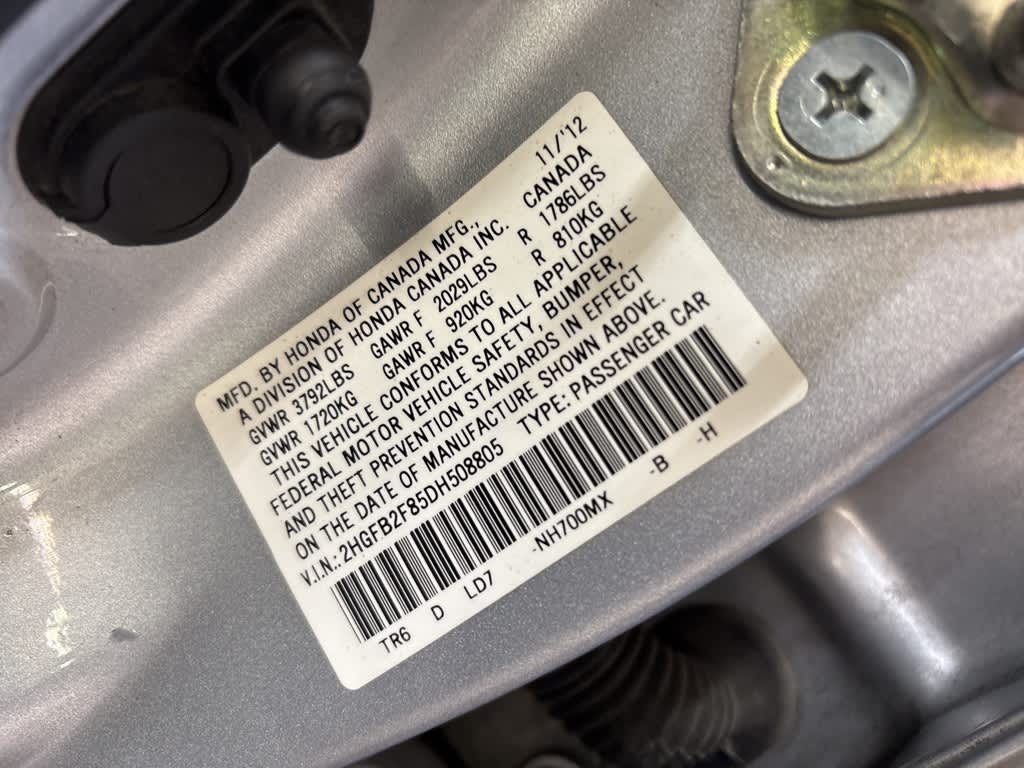 MFD. BY HONDA OF CANADA MFG., 11/'12
A DIVISION OF HONDA CANADA INC. CANADA
GVWR 3792LBS GAWR F 2029LBS R 1786LBS
GVWR 1720KG GAWR F 920KG R 810KG
THIS VEHICLE CONFORMS TO ALL APPLICABLE
FEDERAL MOTOR VEHICLE SAFETY, BUMPER,
AND THEFT PREVENTION STANDARDS IN EFFECT
ON THE DATE OF MANUFACTURE SHOWN ABOVE.
V.I.N.:2HGFB2F85DH508805 TYPE: PASSENGER CAR
TR6 D LD7 -NH700MX -B -H